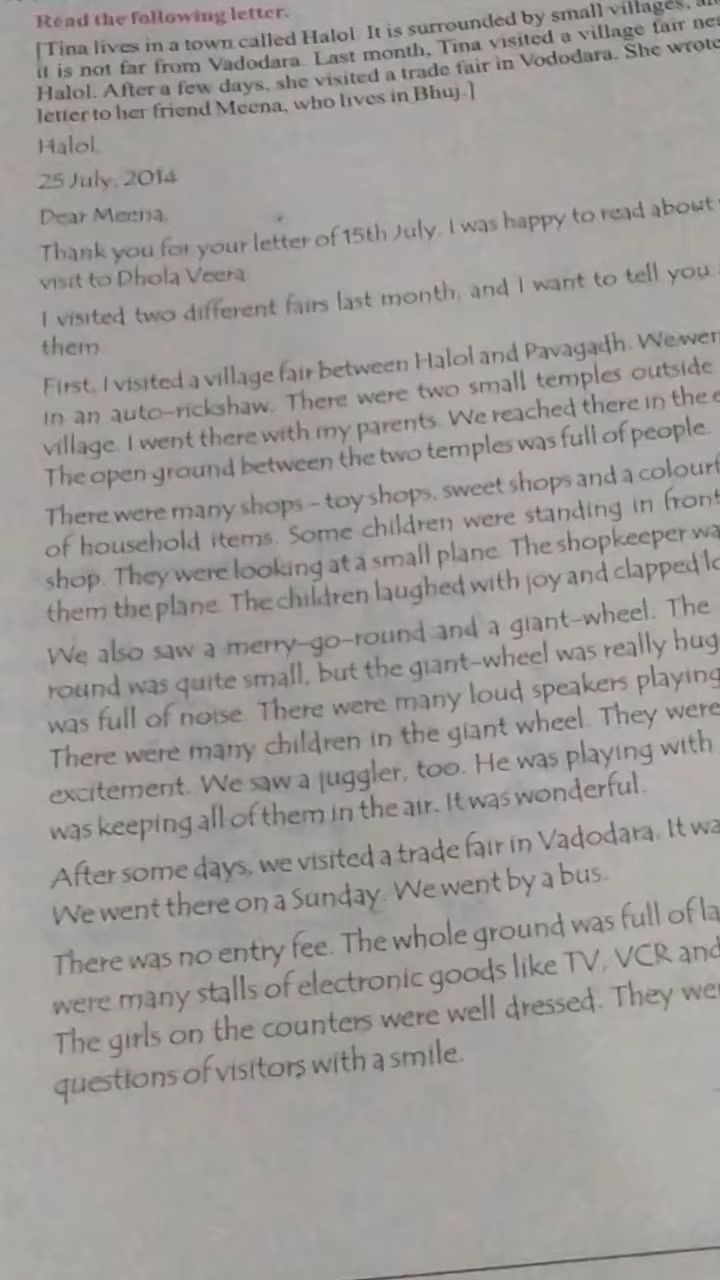 Read the following letter.
[Tina lives in a town called Halol. It is surrounded by small villages,
it is not far from Vadodara. Last month, Tina visited a village fair
Halol. After a few days, she visited a trade fair in Vododara. She wrote
letter to her friend Meena, who lives in Bhuj.]
Halol,
25 July, 2014
Dear Meena,
Thank you for your letter of 15th July. I was happy to read about
visit to Dhola Veera
I visited two different fairs last month, and I want to tell you
them
First, I visited a village fair between Halol and Pavagadh. We
in an auto-rickshaw. There were two small temples outside
village. I went there with my parents. We reached there in the
The open ground between the two temples was full of people.
There were many shops - toy shops, sweet shops and a
of household items. Some children were standing in front
shop. They were looking at a small plane. The shopkeeper
them the plane. The children laughed with joy and clapped
We also saw a merry-go-round and a giant-wheel. The
round was quite small, but the giant-wheel was really
was full of noise. There were many loud speakers playing
There were many children in the giant wheel. They were
excitement. We saw a juggler, too. He was playing with
was keeping all of them in the air. It was wonderful.
After some days, we visited a trade fair in Vadodara. It
We went there on a Sunday. We went by a bus.
There was no entry fee. The whole ground was full of
were many stalls of electronic goods like TV, VCR and
The girls on the counters were well dressed. They
questions of visitors with a smile.